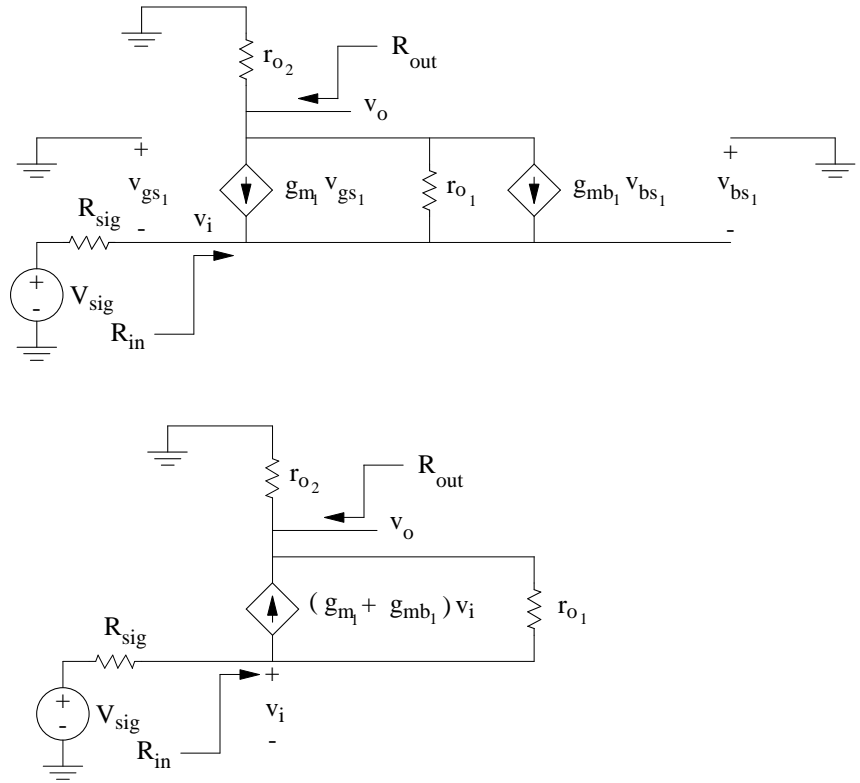 r_o2
R_out
v_o
+
+
v_gs1
g_m1 v_gs1
r_o1
g_mb1 v_bs1
v_bs1
R_sig
-
v_i
-
+
-
V_sig
R_in
r_o2
R_out
v_o
(g_m1 + g_mb1) v_i
r_o1
R_sig
+
+
-
V_sig
v_i
-
R_in